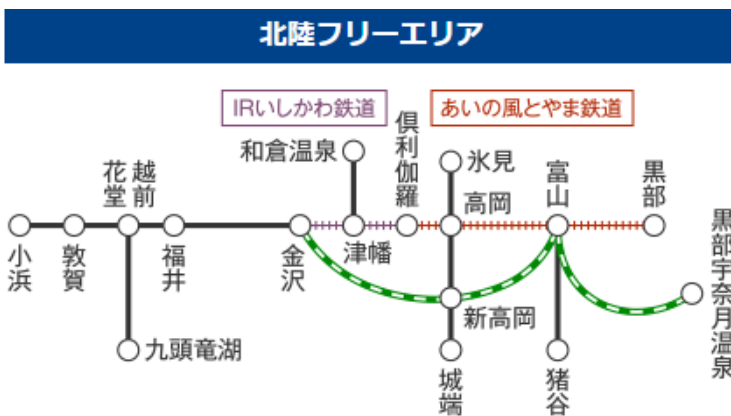 北陸フリーエリア
IRいしかわ鉄道
あいの風とやま鉄道
和倉温泉
倶利伽羅
氷見
越前
花堂
高岡
富山
黒部
小浜
敦賀
福井
金沢
津幡
新高岡
黒部宇奈月温泉
九頭竜湖
城端
猪谷